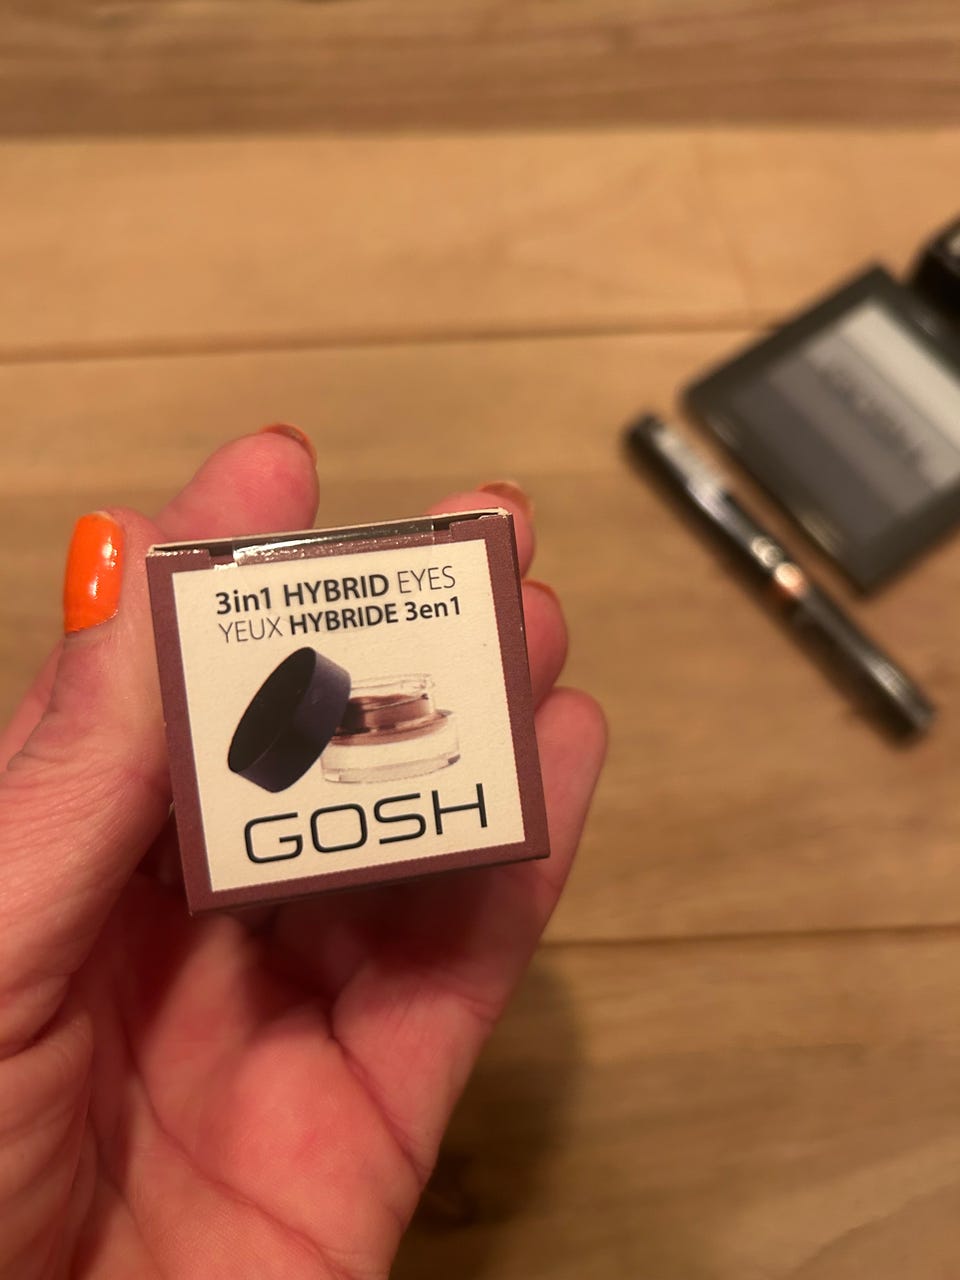 3in1 HYBRID EYES
YEUX HYBRIDE 3en1
GOSH